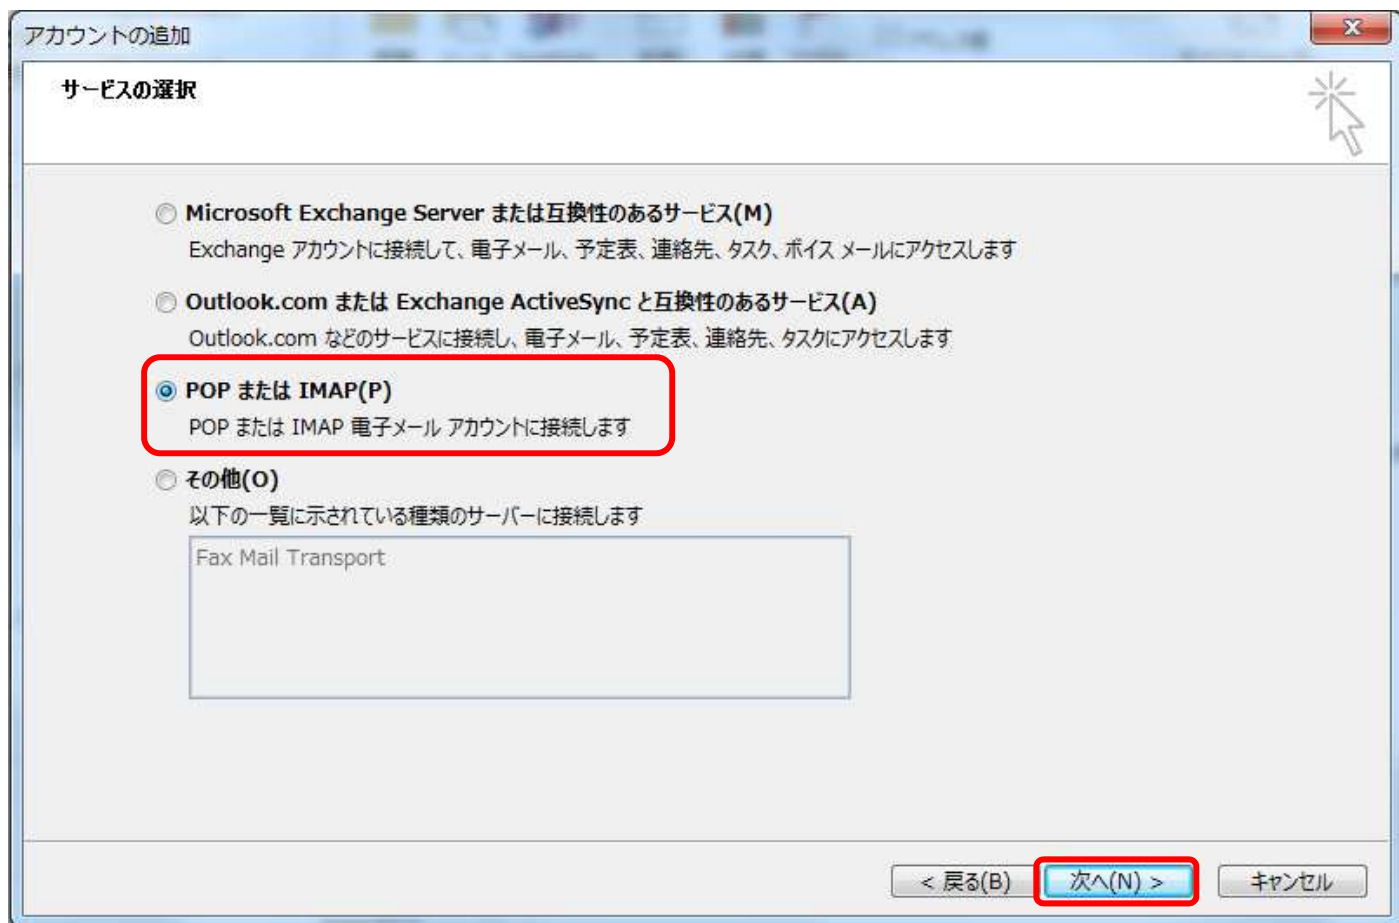 アカウントの追加
サービスの選択
Microsoft Exchange Server または互換性のあるサービス(M)
Exchange アカウントに接続して、電子メール、予定表、連絡先、タスク、ボイス メールにアクセスします
Outlook.com または Exchange ActiveSync と互換性のあるサービス(A)
Outlook.com などのサービスに接続し、電子メール、予定表、連絡先、タスクにアクセスします
POP または IMAP(P)
POP または IMAP 電子メール アカウントに接続します
その他(O)
以下の一覧に示されている種類のサーバーに接続します
Fax Mail Transport
< 戻る(B) 次へ(N) > キャンセル